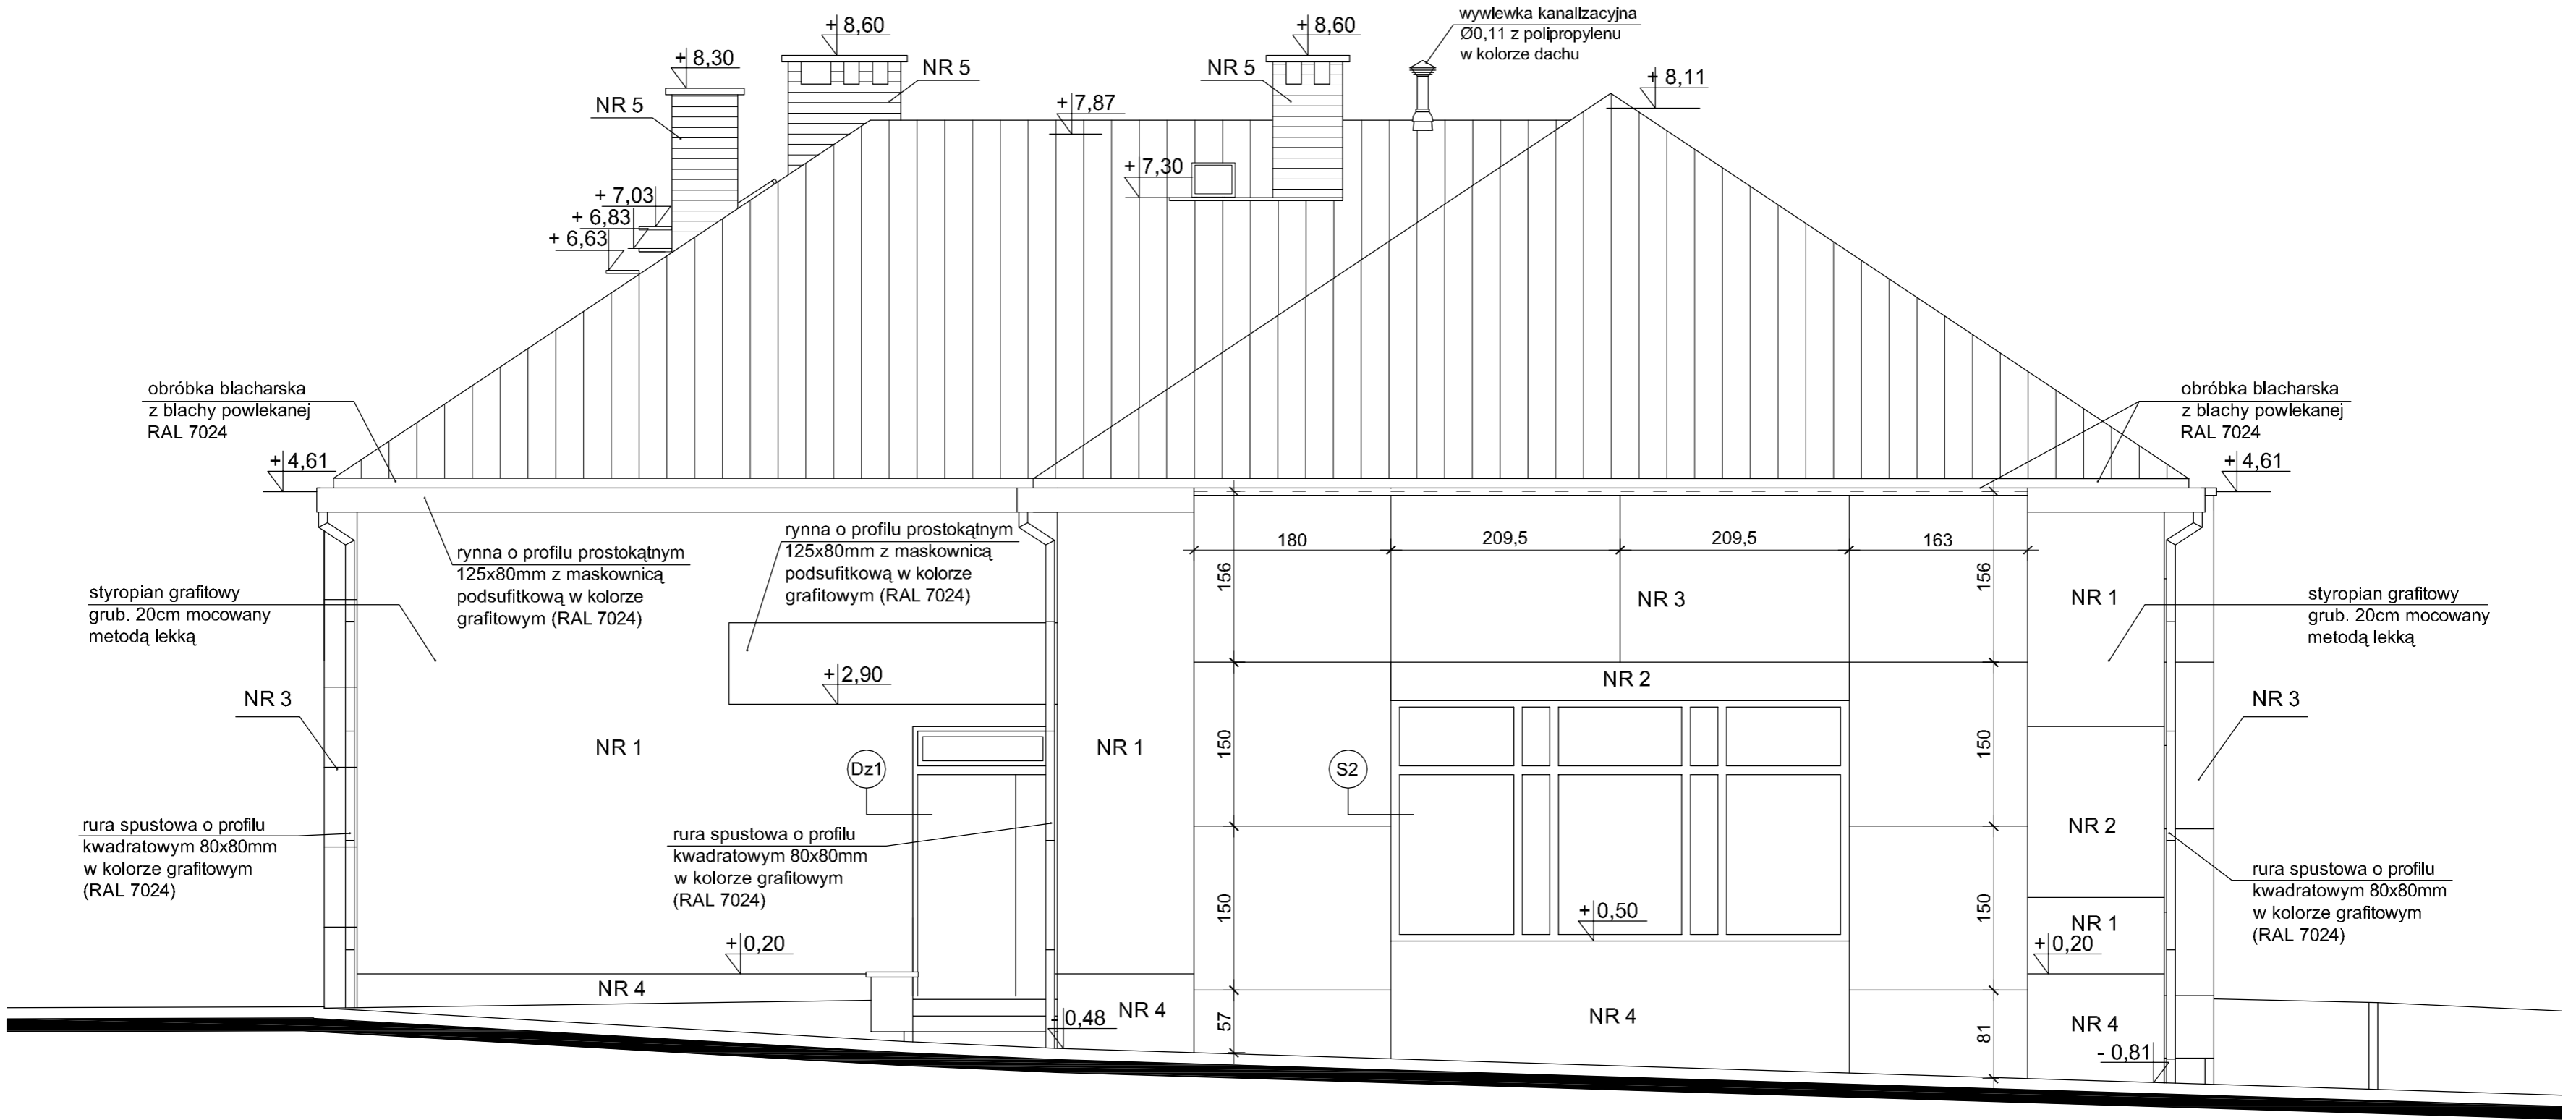 + 8,60
+ 8,60
wywiewka kanalizacyjna
Ø0,11 z polipropylenu
w kolorze dachu
+ 8,30
NR 5
NR 5
+ 8,11
NR 5
+ 7,87
+ 7,30
+ 7,03
+ 6,83
+ 6,63
obróbka blacharska
z blachy powlekanej
RAL 7024
obróbka blacharska
z blachy powlekanej
RAL 7024
+ 4,61
+ 4,61
rynna o profilu prostokątnym
125x80mm z maskownicą
podsufitkową w kolorze
grafitowym (RAL 7024)
rynna o profilu prostokątnym
125x80mm z maskownicą
podsufitkową w kolorze
grafitowym (RAL 7024)
180
209,5
209,5
163
156
156
styropian grafitowy
grub. 20cm mocowany
metodą lekką
NR 3
NR 1
styropian grafitowy
grub. 20cm mocowany
metodą lekką
+ 2,90
NR 2
NR 3
NR 3
NR 1
NR 1
150
150
Dz1
S2
rura spustowa o profilu
kwadratowym 80x80mm
w kolorze grafitowym
(RAL 7024)
rura spustowa o profilu
kwadratowym 80x80mm
w kolorze grafitowym
(RAL 7024)
NR 2
rura spustowa o profilu
kwadratowym 80x80mm
w kolorze grafitowym
(RAL 7024)
150
150
+ 0,50
NR 1
+ 0,20
+ 0,20
NR 4
NR 4
NR 4
NR 4
- 0,48
57
81
- 0,81